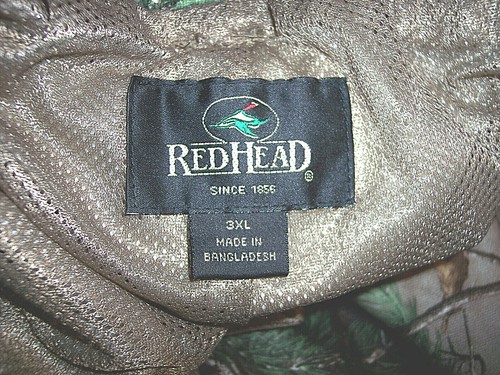 REDHEAD®
SINCE 1856
3XL
MADE IN
BANGLADESH